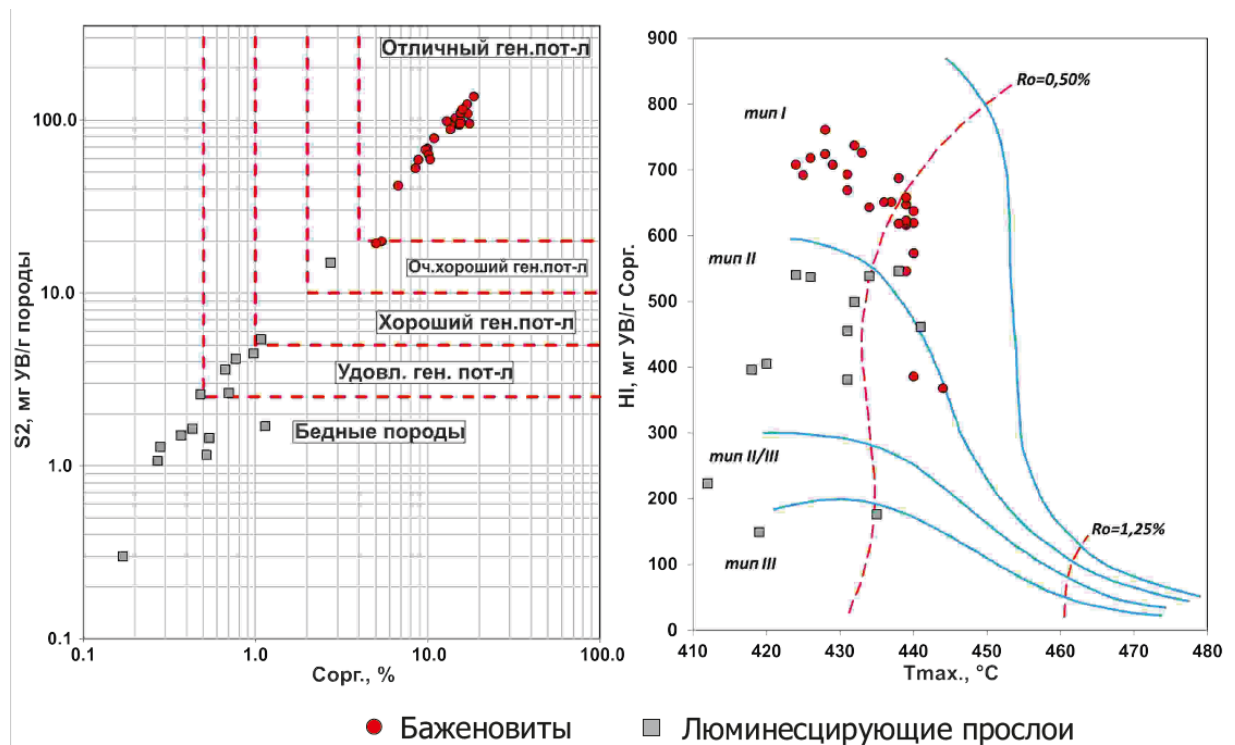 Отличный ген.пот-л
Оч.хороший ген.пот-л
Хороший ген.пот-л
Удовл. ген. пот-л
Бедные породы
S2, мг УВ/г породы
100.0
10.0
1.0
0.1
0.1
1.0
10.0
100.0
Сорг., %
900
800
700
600
500
400
300
200
100
0
HI, мг УВ/г Сорг.
тип I
тип II
тип II/III
тип III
Ro=0,50%
Ro=1,25%
410
420
430
440
450
460
470
480
Tmax., °C
Баженовиты
Люминесцирующие прослои